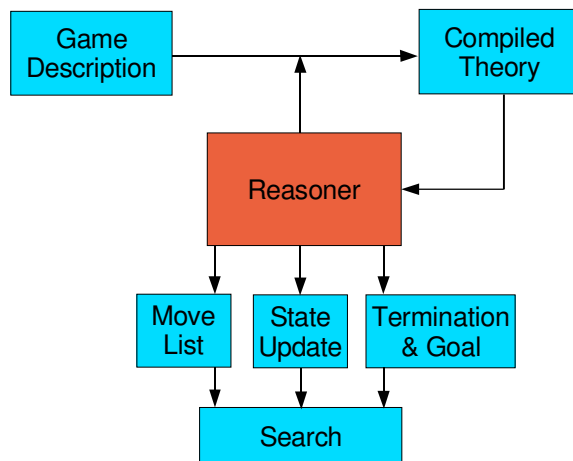 Game
Description
Compiled
Theory
Reasoner
Move
List
State
Update
Termination
& Goal
Search